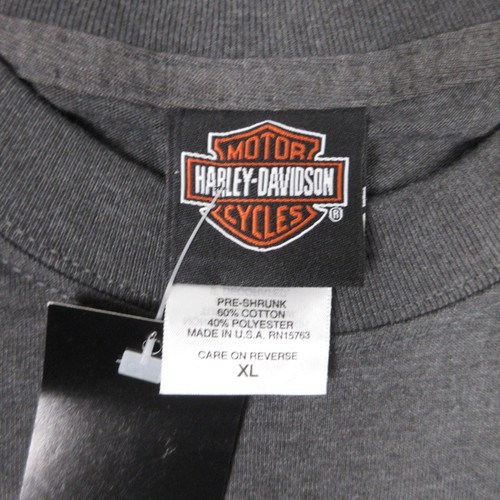 MOTOR
HARLEY-DAVIDSON
CYCLES ®
PRE-SHRUNK
60% COTTON
40% POLYESTER
MADE IN U.S.A. RN15763
CARE ON REVERSE
XL